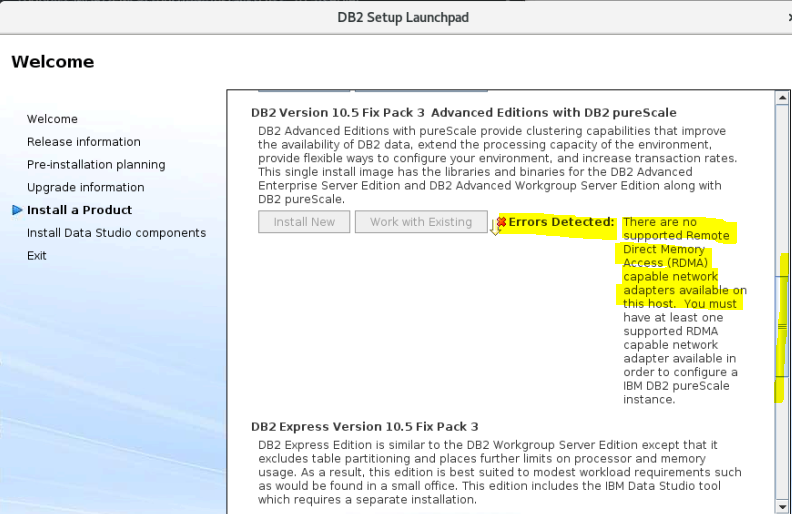 DB2 Setup Launchpad
Welcome
Welcome
Release information
Pre-installation planning
Upgrade information
Install a Product
Install Data Studio components
Exit
DB2 Version 10.5 Fix Pack 3 Advanced Editions with DB2 pureScale
DB2 Advanced Editions with pureScale provide clustering capabilities that improve
the availability of DB2 data, extend the processing capacity of the environment,
provide flexible ways to configure your environment, and increase transaction rates.
This single install image has the libraries and binaries for the DB2 Advanced
Enterprise Server Edition and DB2 Advanced Workgroup Server Edition along with
DB2 pureScale.
Install New
Work with Existing
Errors Detected:
There are no
supported Remote
Direct Memory
Access (RDMA)
capable network
adapters available on
this host. You must
have at least one
supported RDMA
capable network
adapter available in
order to configure a
IBM DB2 pureScale
instance.
DB2 Express Version 10.5 Fix Pack 3
DB2 Express Edition is similar to the DB2 Workgroup Server Edition except that it
excludes table partitioning and places further limits on processor and memory
usage. As a result, this edition is best suited to modest workload requirements such
as would be found in a small office. This edition includes the IBM Data Studio tool
which requires a separate installation.